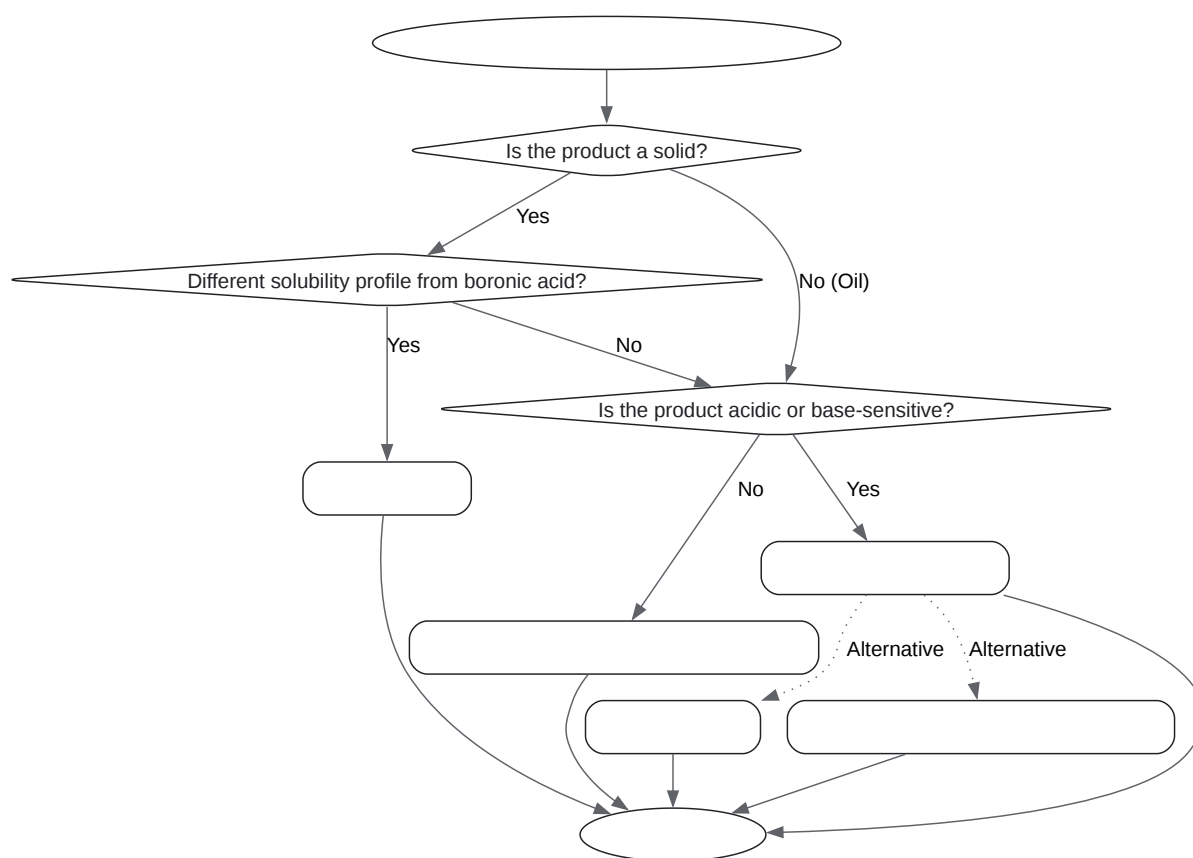 Is the product a solid?
Yes
Different solubility profile from boronic acid?
No (Oil)
Yes
No
Is the product acidic or base-sensitive?
No
Yes
Alternative
Alternative